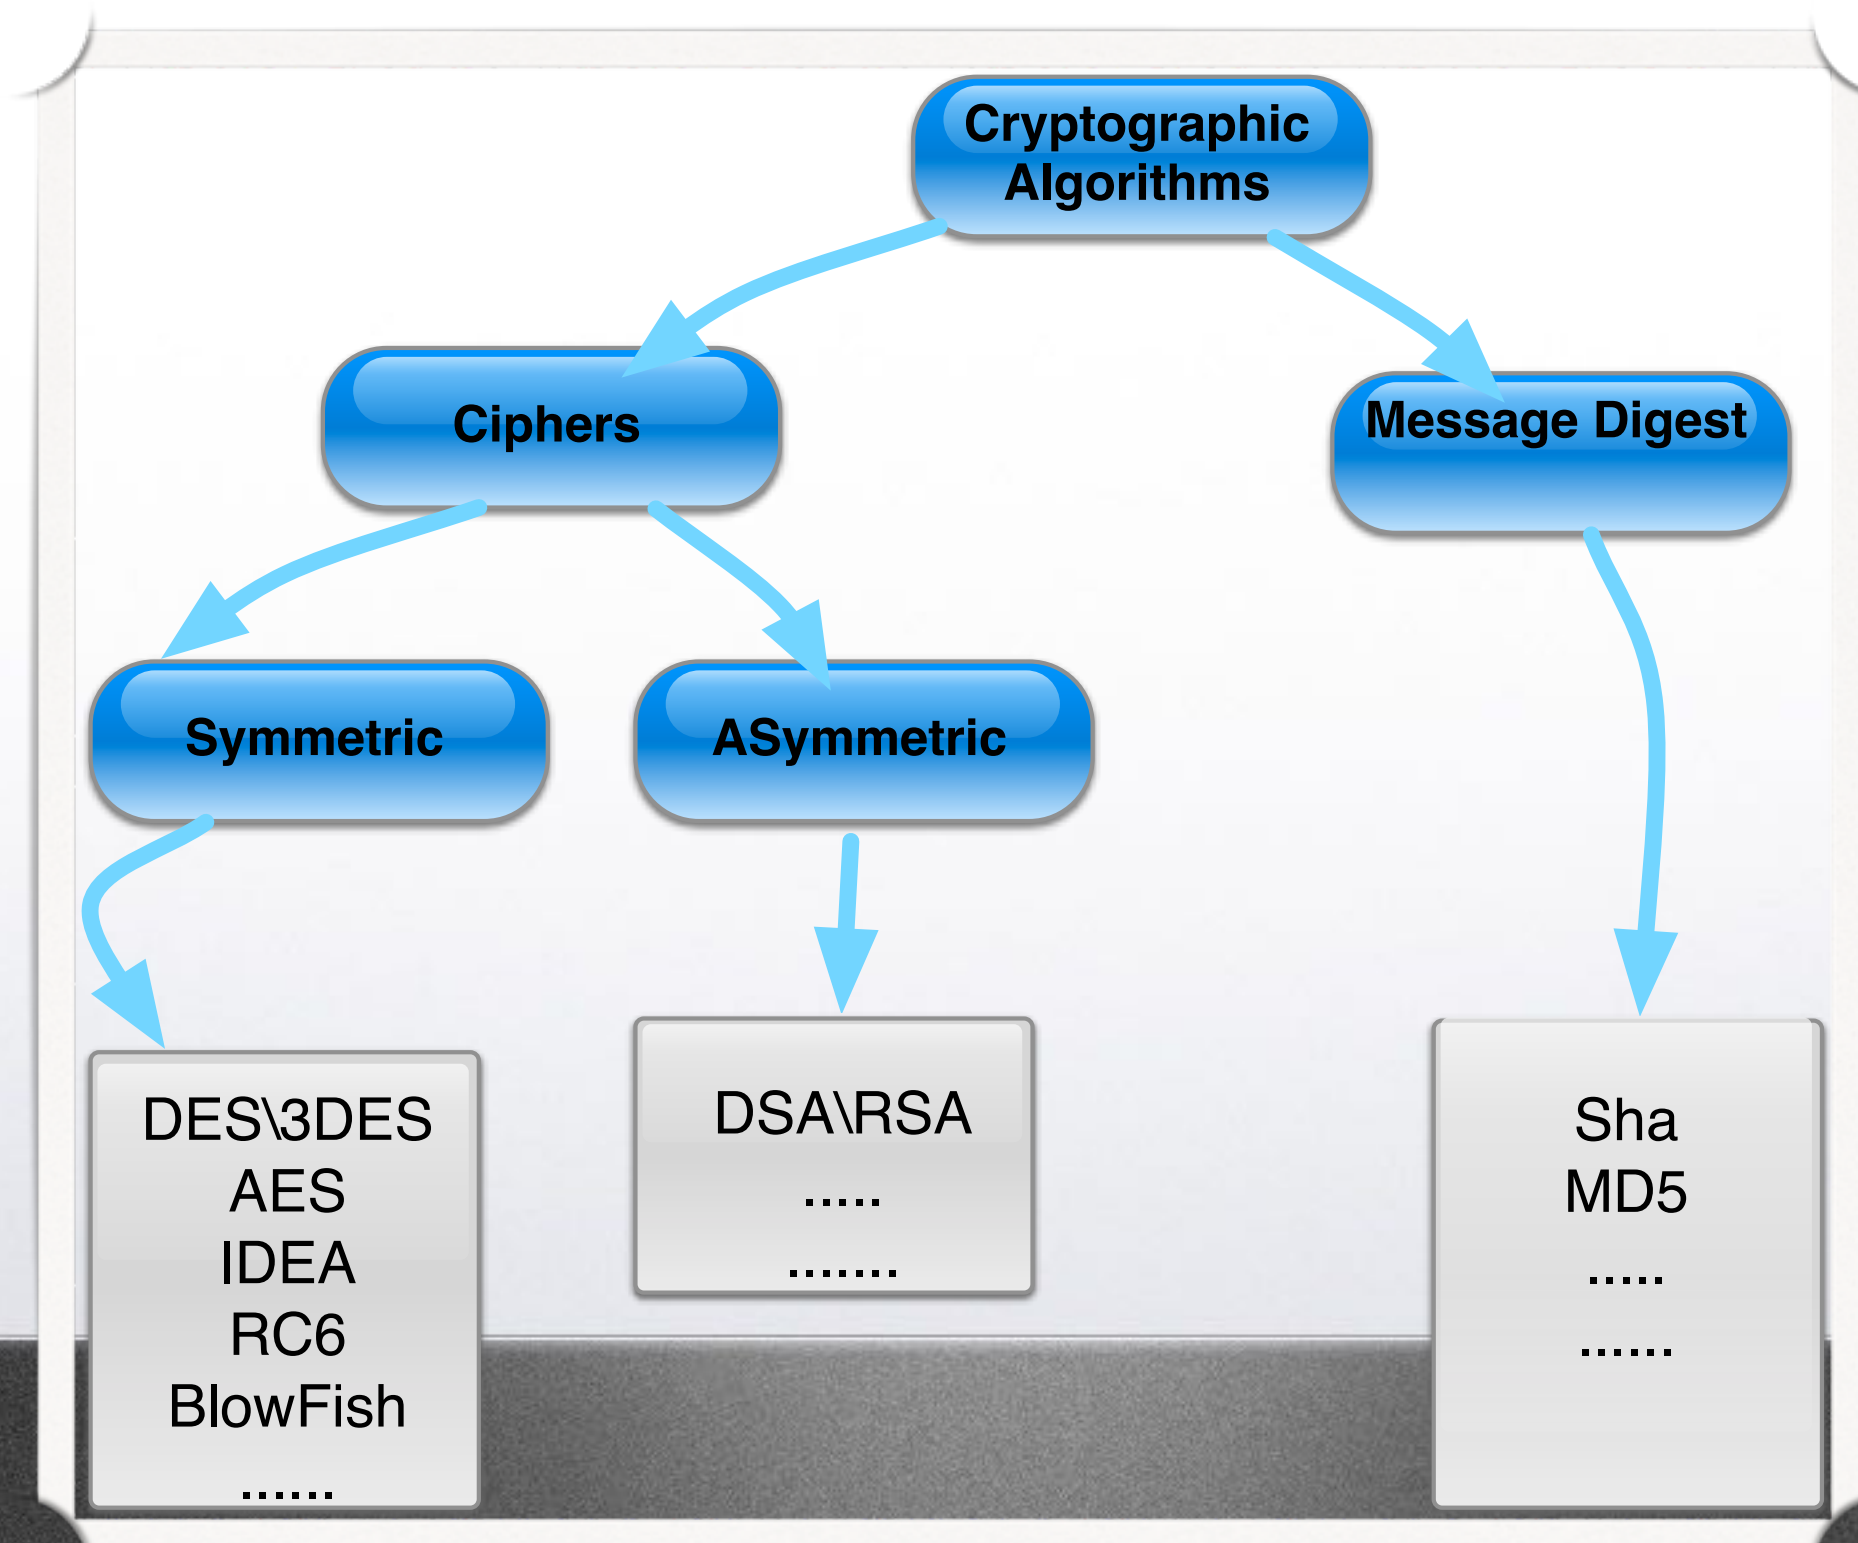 Cryptographic
Algorithms
Ciphers
Message Digest
Symmetric
ASymmetric
DES\3DES
AES
IDEA
RC6
BlowFish
......
DSA\RSA
.....
.......
Sha
MD5
.....
......